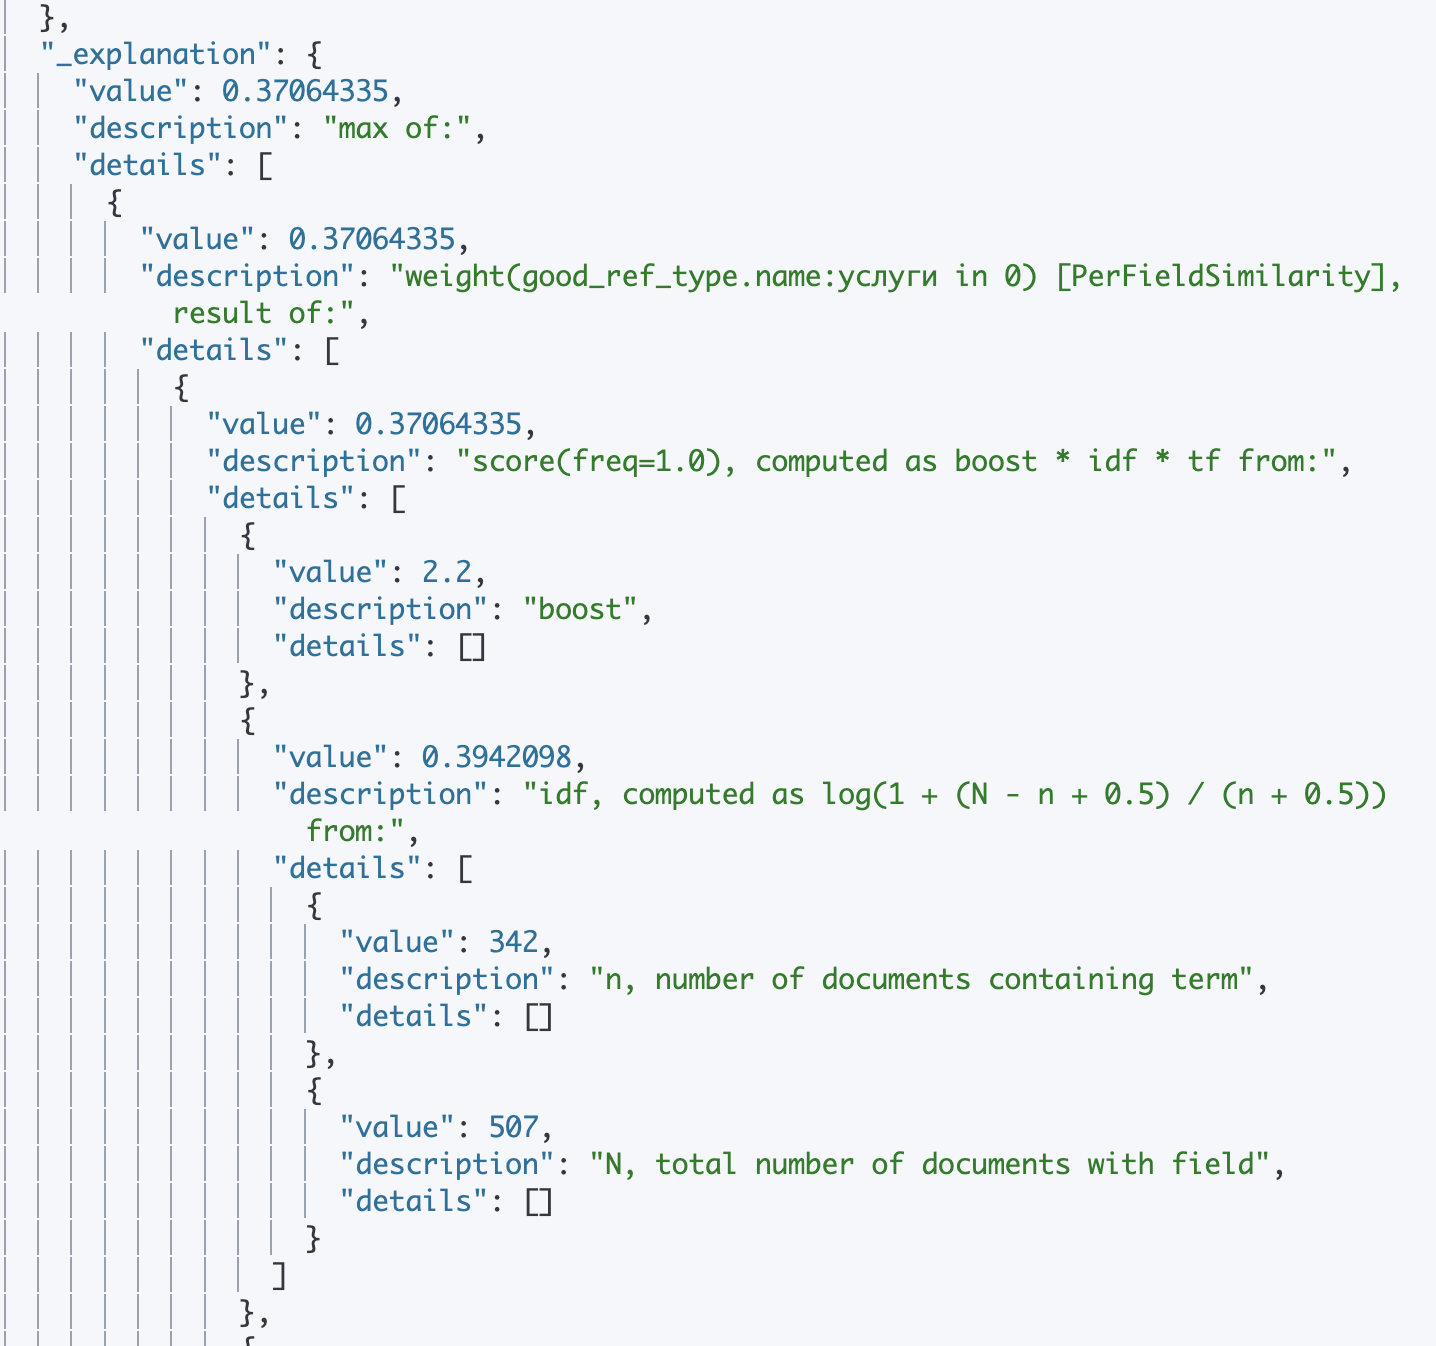 },
"_explanation": {
"value": 0.37064335,
"description": "max of:",
"details": [
{
"value": 0.37064335,
"description": "weight(good_ref_type.name:услуги in 0) [PerFieldSimilarity],
result of:",
"details": [
{
"value": 0.37064335,
"description": "score(freq=1.0), computed as boost * idf * tf from:",
"details": [
{
"value": 2.2,
"description": "boost",
"details": []
},
{
"value": 0.3942098,
"description": "idf, computed as log(1 + (N - n + 0.5) / (n + 0.5))
from:",
"details": [
{
"value": 342,
"description": "n, number of documents containing term",
"details": []
},
{
"value": 507,
"description": "N, total number of documents with field",
"details": []
}
]
},
{